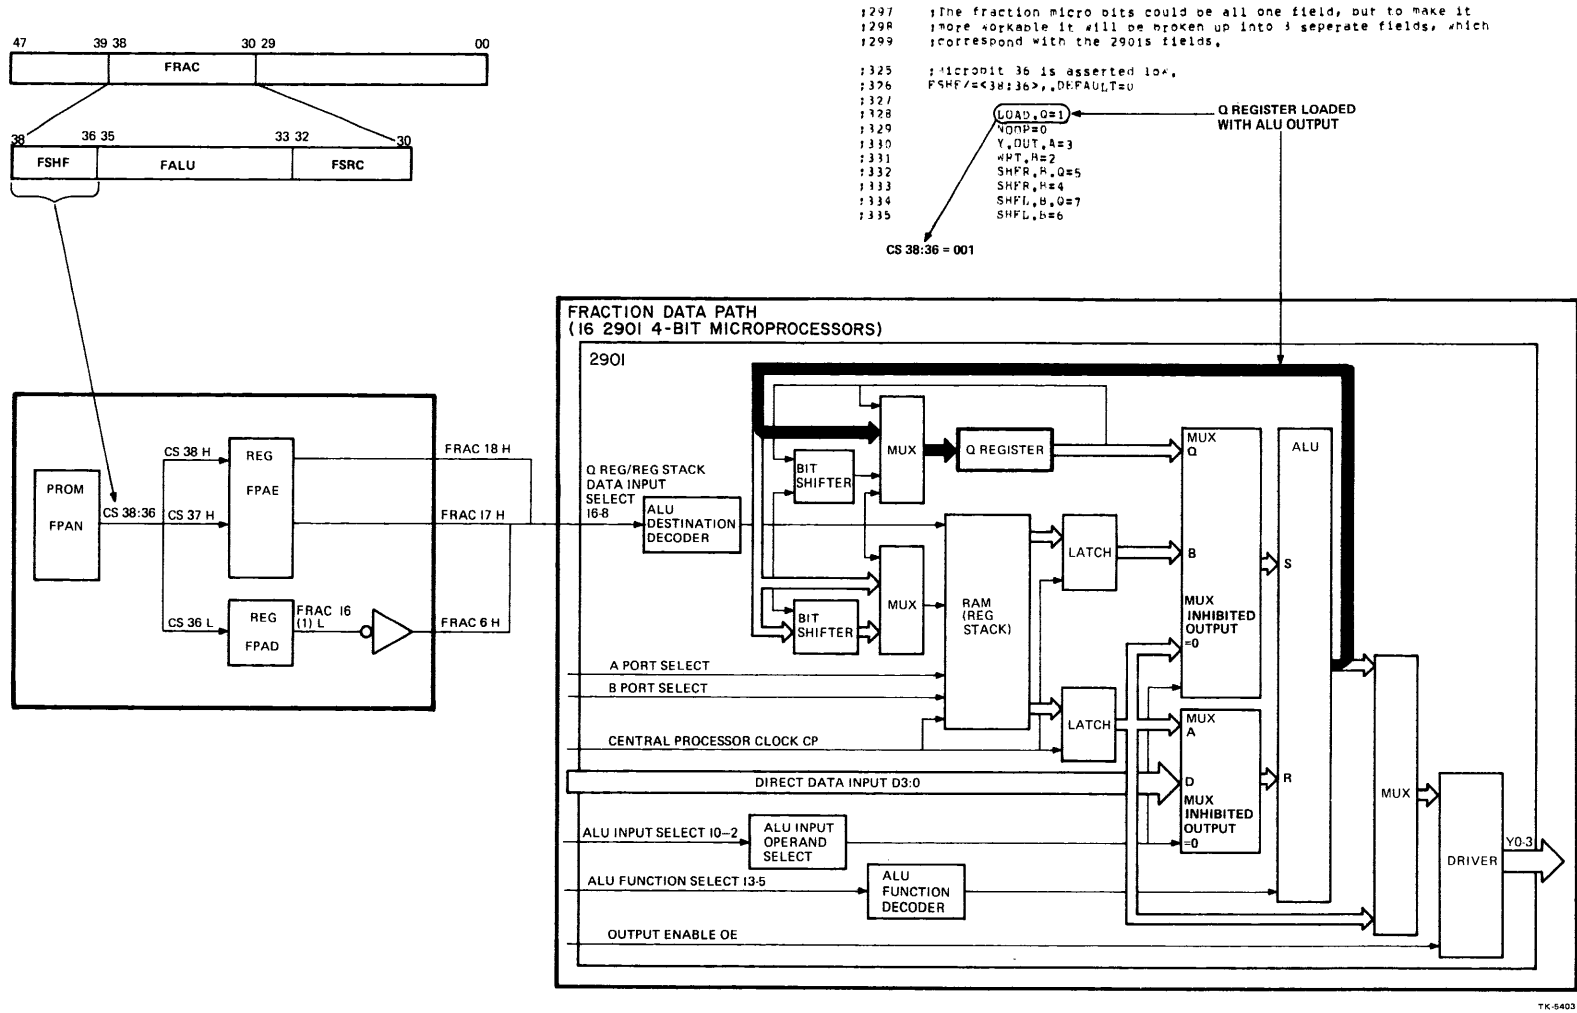 ;297 ;The fraction micro bits could be all one field, but to make it
;298 ;more workable it will be broken up into 3 seperate fields, which
;299 ;correspond with the 2901s fields.
;325 ;Microbit 36 is asserted low.
;326 FSHF/=<38:36>,.DEFAULT=0
;327
;328 LOAD.Q=1
;329 NOOP=0
;330 Y.OUT.A=3
;331 WRT.B=2
;332 SHFR.B.Q=5
;333 SHFR.B=4
;334 SHFL.B.Q=7
;335 SHFL.B=6
Q REGISTER LOADED
WITH ALU OUTPUT
CS 38:36 = 001
47 39 38 30 29 00
FRAC
38 36 35 33 32 30
FSHF FALU FSRC
PROM
FPAN
CS 38:36
CS 38 H
CS 37 H
CS 36 L
REG
FPAE
REG
FPAD
FRAC 16
(1) L
FRAC 18 H
FRAC 17 H
FRAC 6 H
FRACTION DATA PATH
(16 2901 4-BIT MICROPROCESSORS)
2901
Q REG/REG STACK
DATA INPUT
SELECT
16-8
ALU
DESTINATION
DECODER
BIT
SHIFTER
MUX
Q REGISTER
BIT
SHIFTER
MUX
RAM
(REG
STACK)
LATCH
LATCH
MUX
Q
B
MUX
INHIBITED
OUTPUT
=0
MUX
A
D
MUX
INHIBITED
OUTPUT
=0
ALU
S
R
MUX
DRIVER
Y0-3
A PORT SELECT
B PORT SELECT
CENTRAL PROCESSOR CLOCK CP
DIRECT DATA INPUT D3:0
ALU INPUT SELECT I0-2
ALU INPUT
OPERAND
SELECT
ALU FUNCTION SELECT I3-5
ALU
FUNCTION
DECODER
OUTPUT ENABLE OE
TK-5403